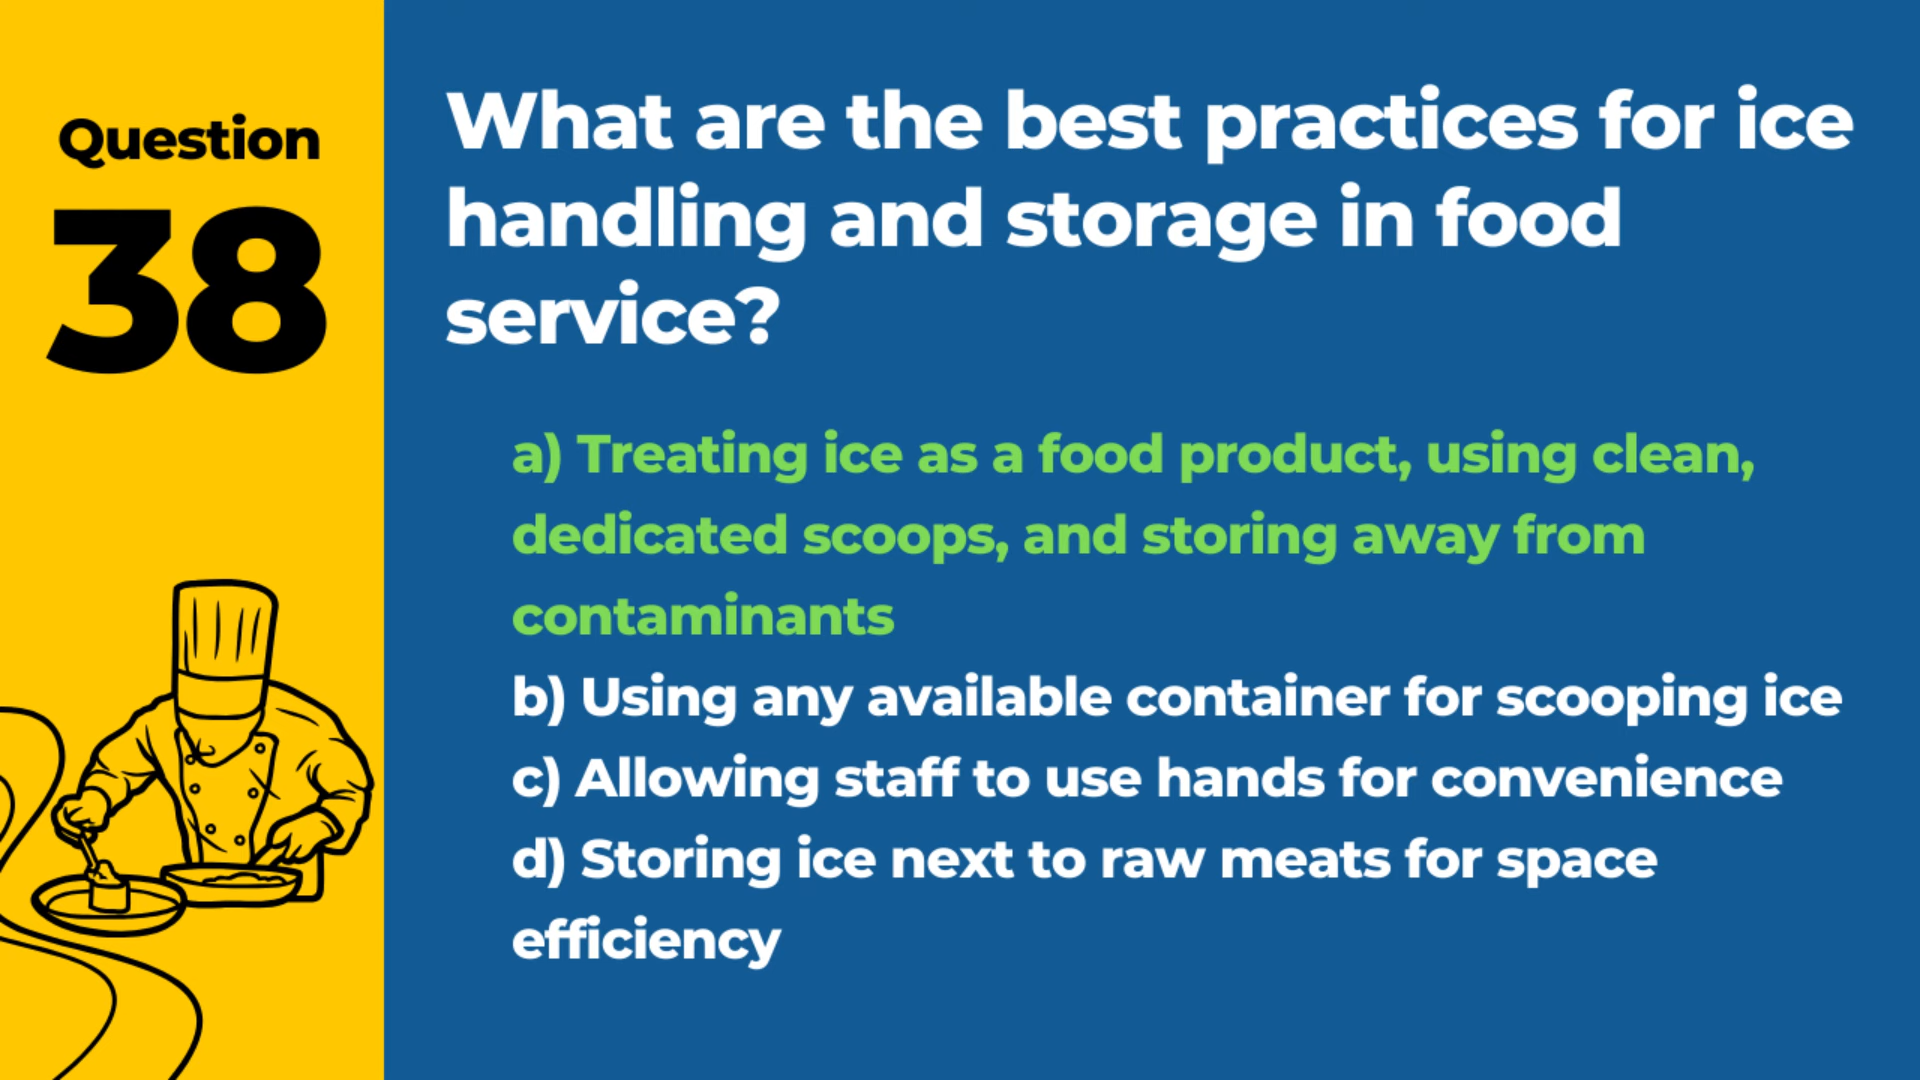 Question
38
What are the best practices for ice
handling and storage in food
service?
a) Treating ice as a food product, using clean,
dedicated scoops, and storing away from
contaminants
b) Using any available container for scooping ice
c) Allowing staff to use hands for convenience
d) Storing ice next to raw meats for space
efficiency